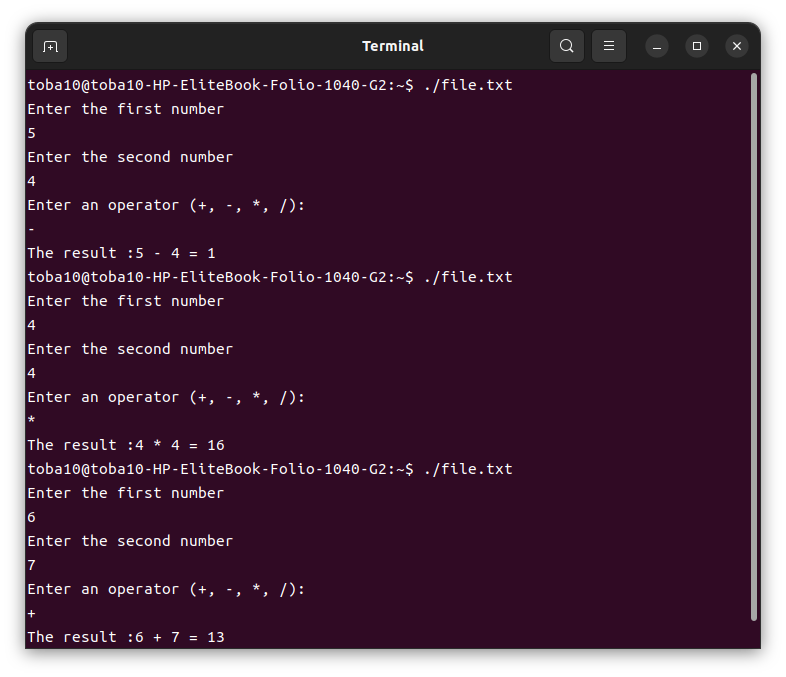 Terminal
toba10@toba10-HP-EliteBook-Folio-1040-G2:~$ ./file.txt
Enter the first number
5
Enter the second number
4
Enter an operator (+, -, *, /):
-
The result :5 - 4 = 1
toba10@toba10-HP-EliteBook-Folio-1040-G2:~$ ./file.txt
Enter the first number
4
Enter the second number
4
Enter an operator (+, -, *, /):
*
The result :4 * 4 = 16
toba10@toba10-HP-EliteBook-Folio-1040-G2:~$ ./file.txt
Enter the first number
6
Enter the second number
7
Enter an operator (+, -, *, /):
+
The result :6 + 7 = 13